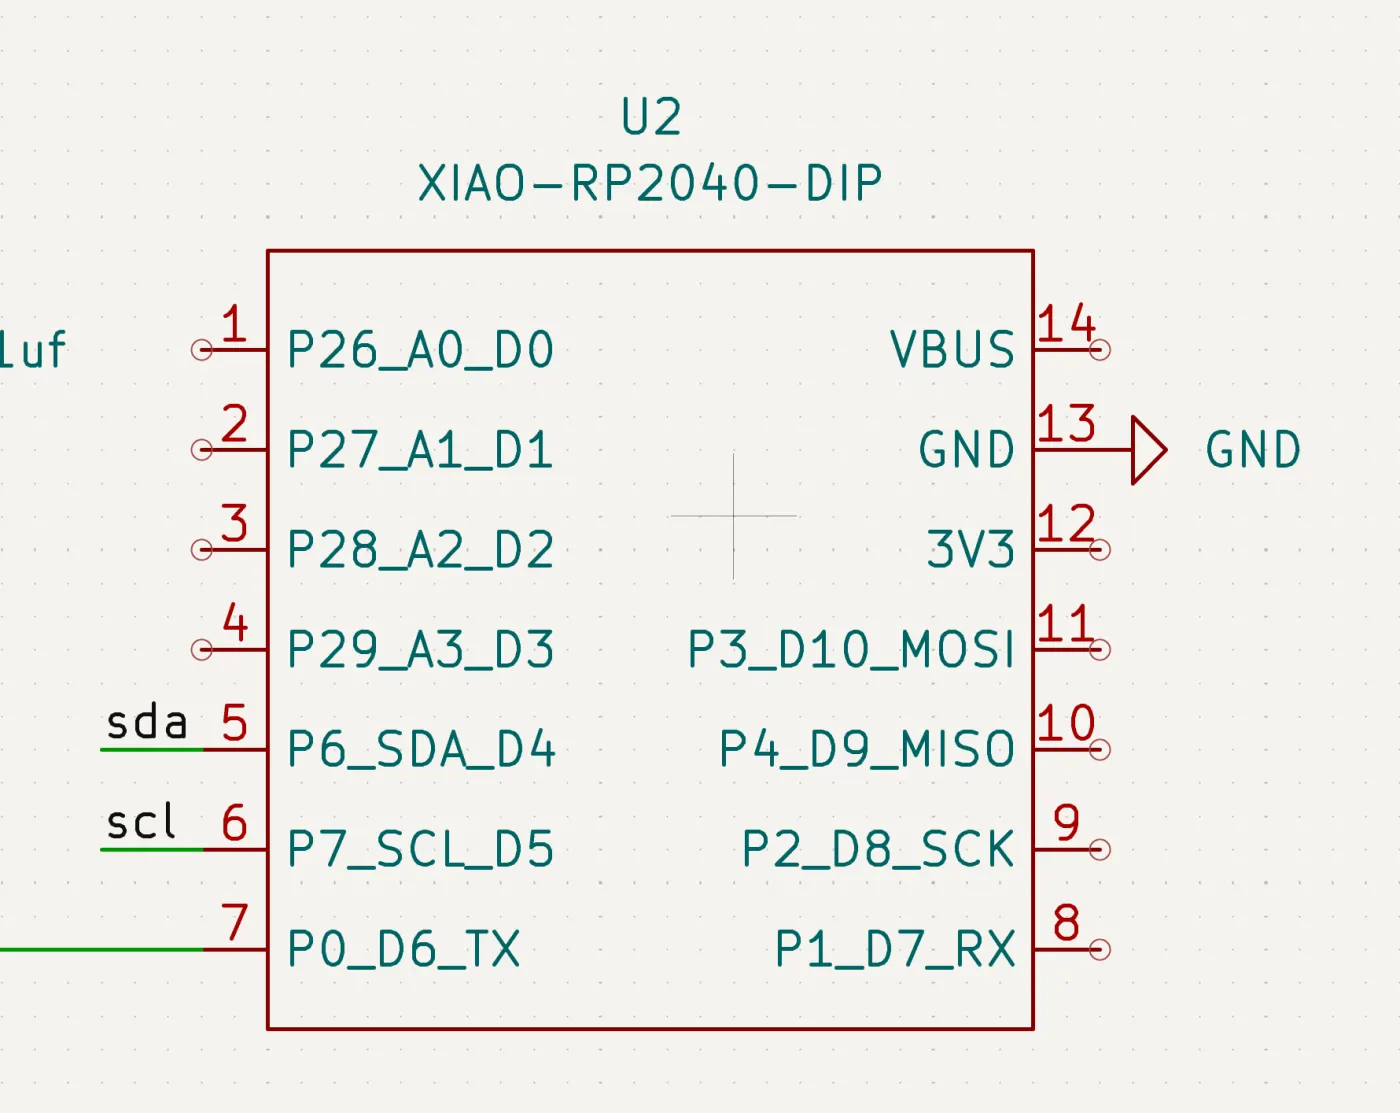 U2
XIAO-RP2040-DIP
1uf
1 P26_A0_D0 VBUS 14
2 P27_A1_D1 GND 13 GND
3 P28_A2_D2 3V3 12
4 P29_A3_D3 P3_D10_MOSI 11
sda 5 P6_SDA_D4 P4_D9_MISO 10
scl 6 P7_SCL_D5 P2_D8_SCK 9
7 P0_D6_TX P1_D7_RX 8